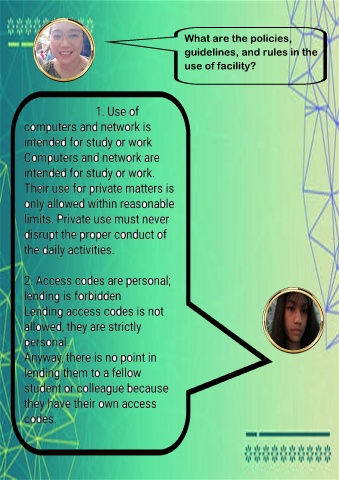 What are the policies,
guidelines, and rules in the
use of facility?
1. Use of
computers and network is
intended for study or work
Computers and network are
intended for study or work.
Their use for private matters is
only allowed within reasonable
limits. Private use must never
disrupt the proper conduct of
the daily activities.
2. Access codes are personal;
lending is forbidden
Lending access codes is not
allowed, they are strictly
personal
Anyway, there is no point in
lending them to a fellow
student or colleague because
they have their own access
codes.